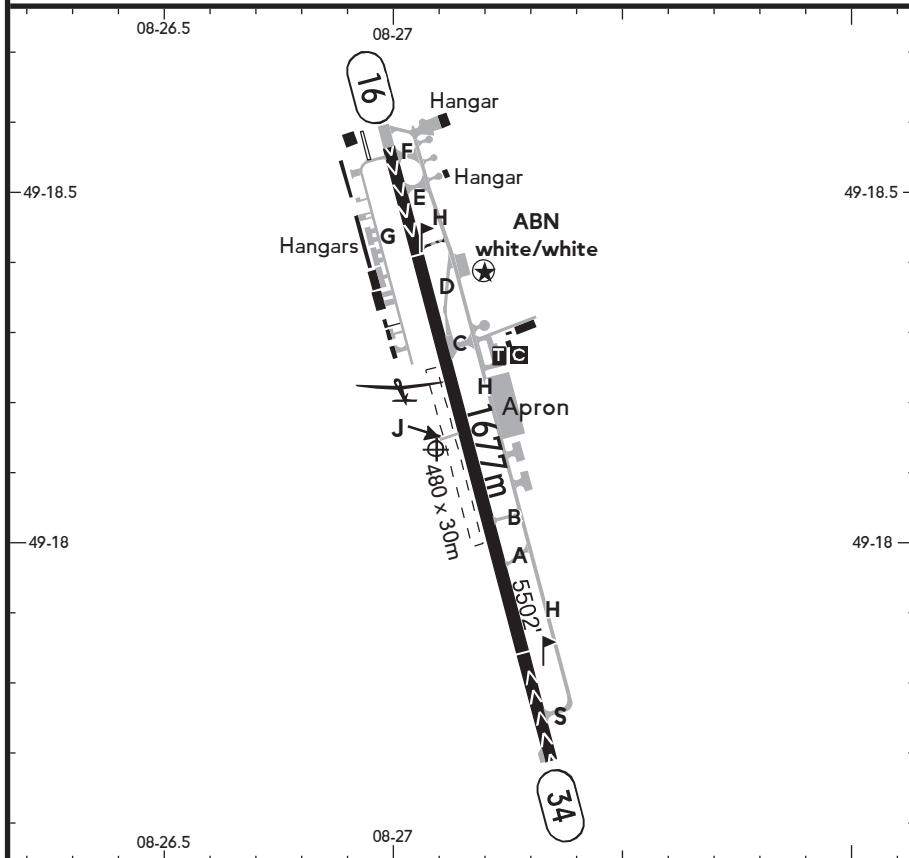 08-26.5
08-27
16
Hangar
F
49-18.5
Hangar
49-18.5
E
H
ABN
white/white
G
Hangars
D
C
T C
H
Apron
J
1677m
480 x 30m
B
49-18
49-18
A
5502'
H
S
34
08-26.5
08-27